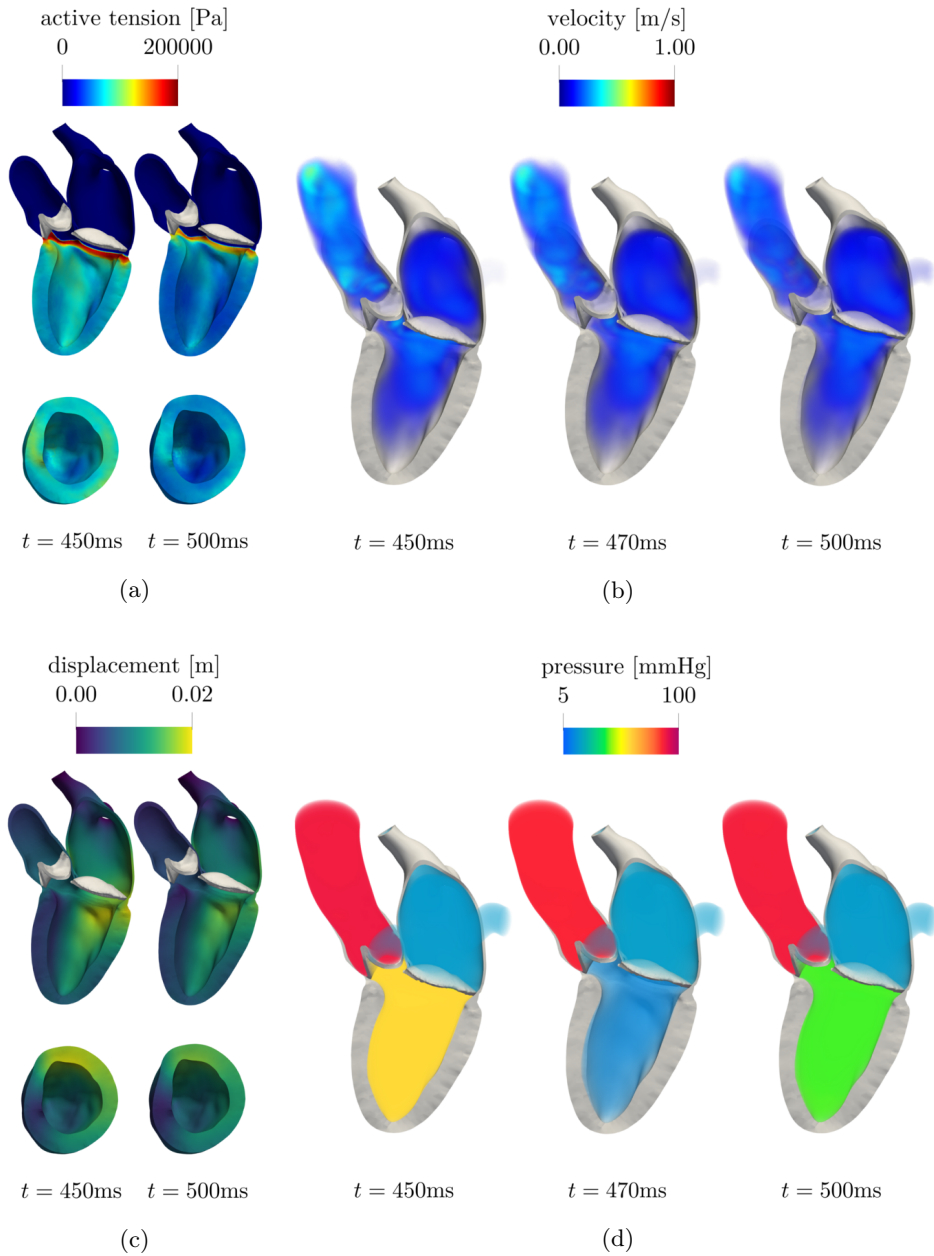 active tension [Pa]
0 200000
velocity [m/s]
0.00 1.00
t = 450ms t = 500ms
t = 450ms t = 470ms t = 500ms
(a) (b)
displacement [m]
0.00 0.02
pressure [mmHg]
5 100
t = 450ms t = 500ms
t = 450ms t = 470ms t = 500ms
(c) (d)